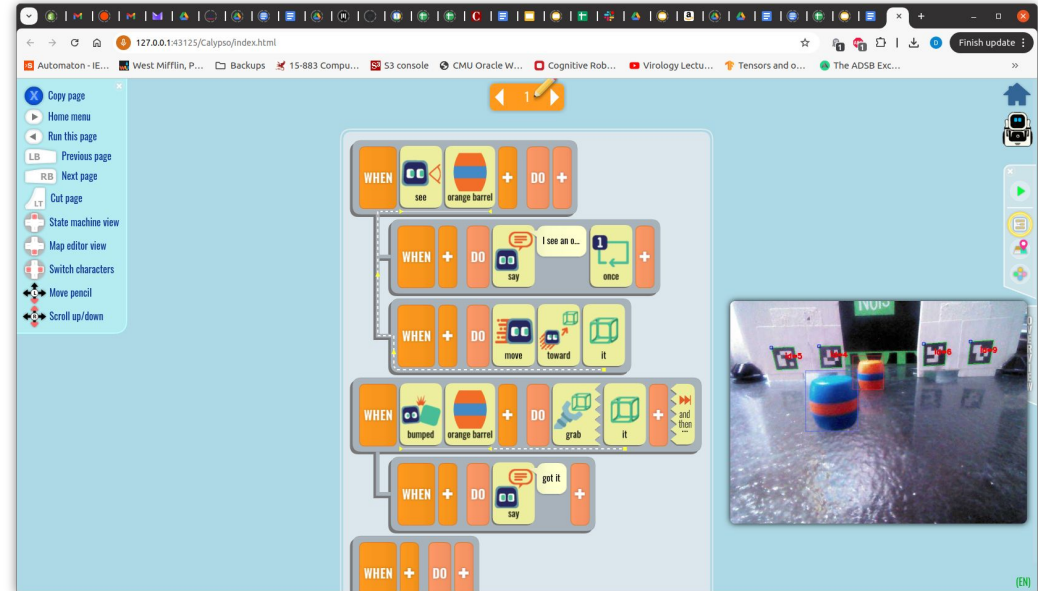 127.0.0.1:43125/Calypso/index.html
Finish update
Automaton - IE...
West Mifflin, P...
Backups
15-883 Compu...
S3 console
CMU Oracle W...
Cognitive Rob...
Virology Lectu...
Tensors and o...
The ADSB Exc...
X Copy page
Home menu
Run this page
LB Previous page
RB Next page
LT Cut page
State machine view
Map editor view
Switch characters
L Move pencil
R Scroll up/down
1
WHEN see orange barrel + DO +
WHEN + DO say I see an o... 1 once +
WHEN + DO move toward it
WHEN bumped orange barrel + DO grab it + and then ...
WHEN + DO say got it +
WHEN + DO +
(EN)